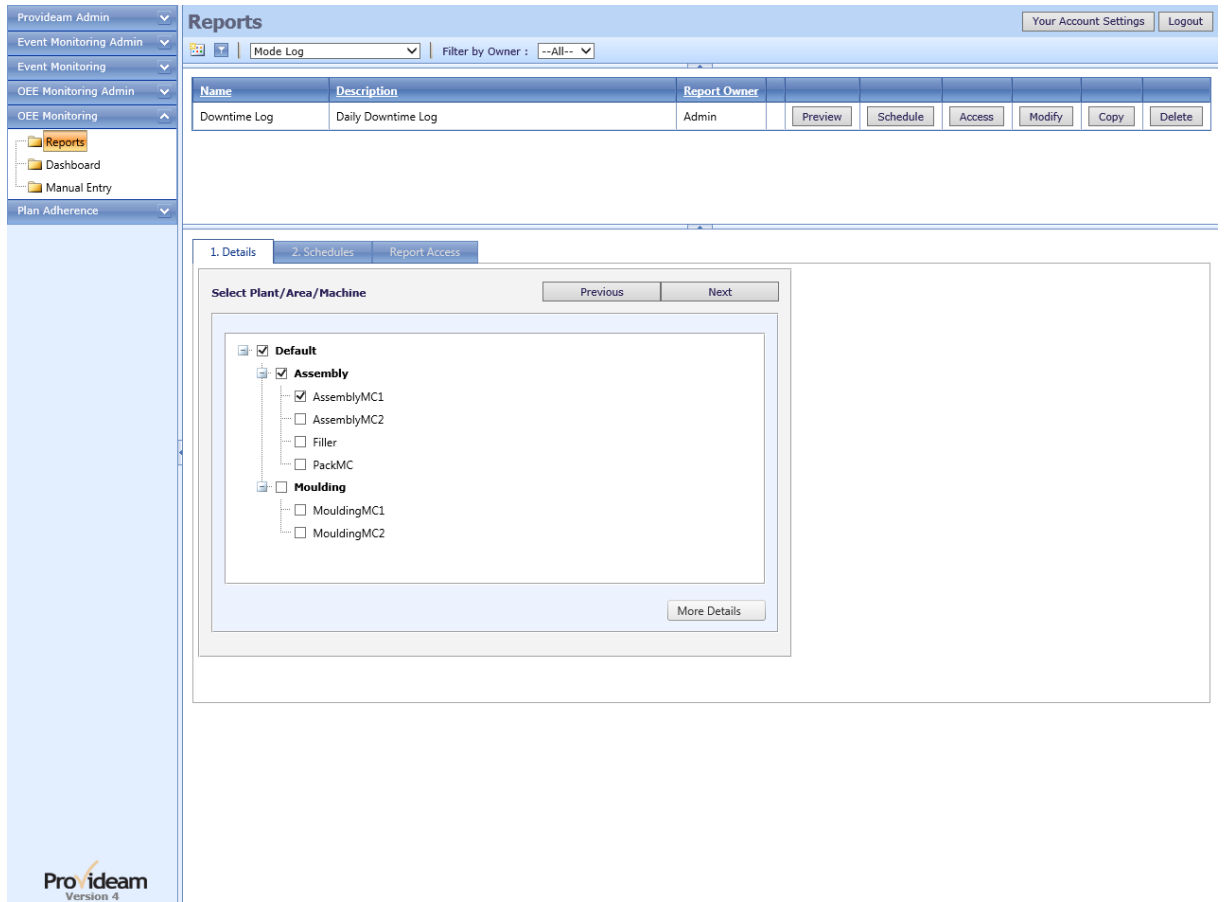 Provideam Admin
Event Monitoring Admin
Event Monitoring
OEE Monitoring Admin
OEE Monitoring
Reports
Dashboard
Manual Entry
Plan Adherence
Provideam
Version 4
Reports
Your Account Settings Logout
Mode Log Filter by Owner : --All--
Name Description Report Owner
Downtime Log Daily Downtime Log Admin Preview Schedule Access Modify Copy Delete
1. Details 2. Schedules Report Access
Select Plant/Area/Machine Previous Next
Default
Assembly
AssemblyMC1
AssemblyMC2
Filler
PackMC
Moulding
MouldingMC1
MouldingMC2
More Details